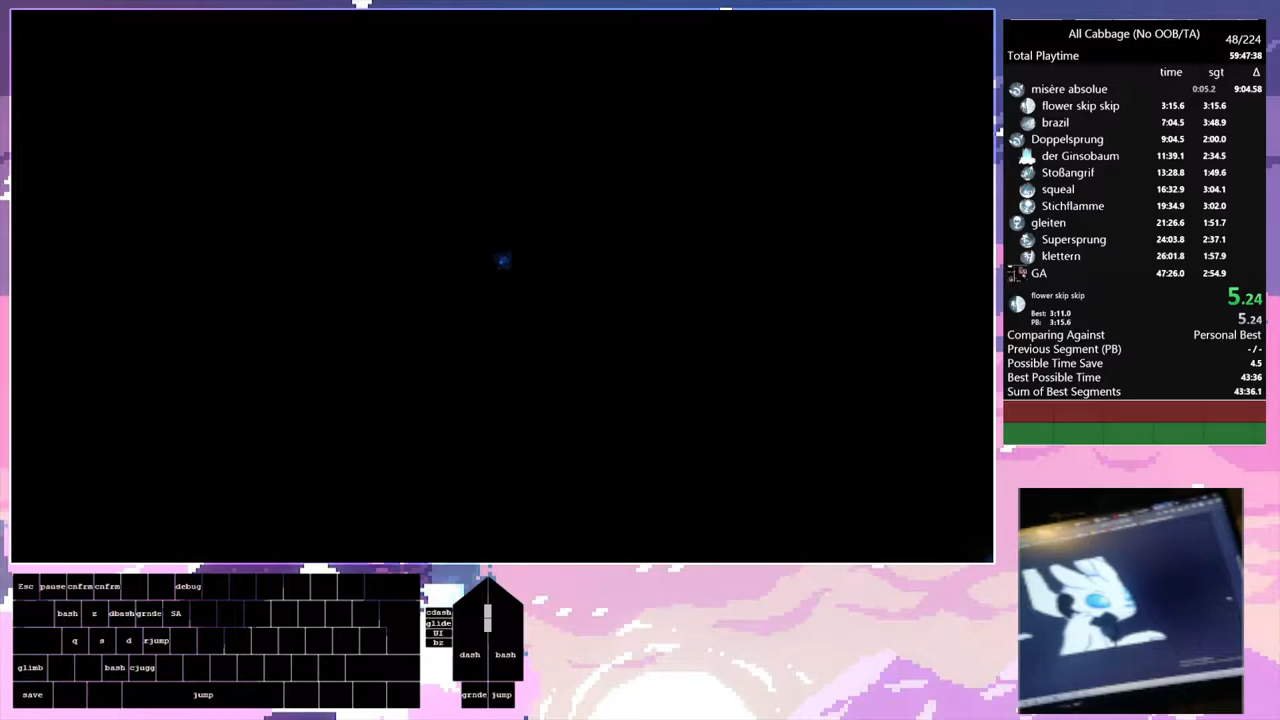 All Cabbage (No OOB/TA)
48/224
Total Playtime 59:47:38
time sgt Δ
misère absolue 0:05.2 9:04.58
flower skip skip 3:15.6 3:15.6
brazil 7:04.5 3:48.9
Doppelsprung 9:04.5 2:00.0
der Ginsobaum 11:39.1 2:34.5
Stoßangrif 13:28.8 1:49.6
squeal 16:32.9 3:04.1
Stichflamme 19:34.9 3:02.0
gleiten 21:26.6 1:51.7
Supersprung 24:03.8 2:37.1
klettern 26:01.8 1:57.9
GA 47:26.0 2:54.9
flower skip skip 5.24
Best: 3:11.0
PB: 3:15.6 5.24
Comparing Against Personal Best
Previous Segment (PB) -/-
Possible Time Save 4.5
Best Possible Time 43:36
Sum of Best Segments 43:36.1
Esc pause cnfrm cnfrm debug
bash z dbash grnde SA
q s d rjump
glimb bash cjugg
save jump
cdash
glide
UI
bz
dash bash
grnde jump